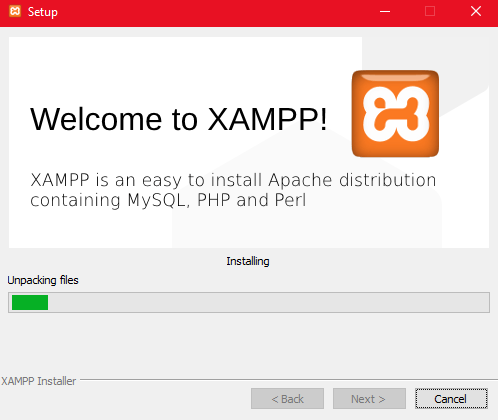 Setup
Welcome to XAMPP!
XAMPP is an easy to install Apache distribution
containing MySQL, PHP and Perl
Installing
Unpacking files
XAMPP Installer
< Back
Next >
Cancel